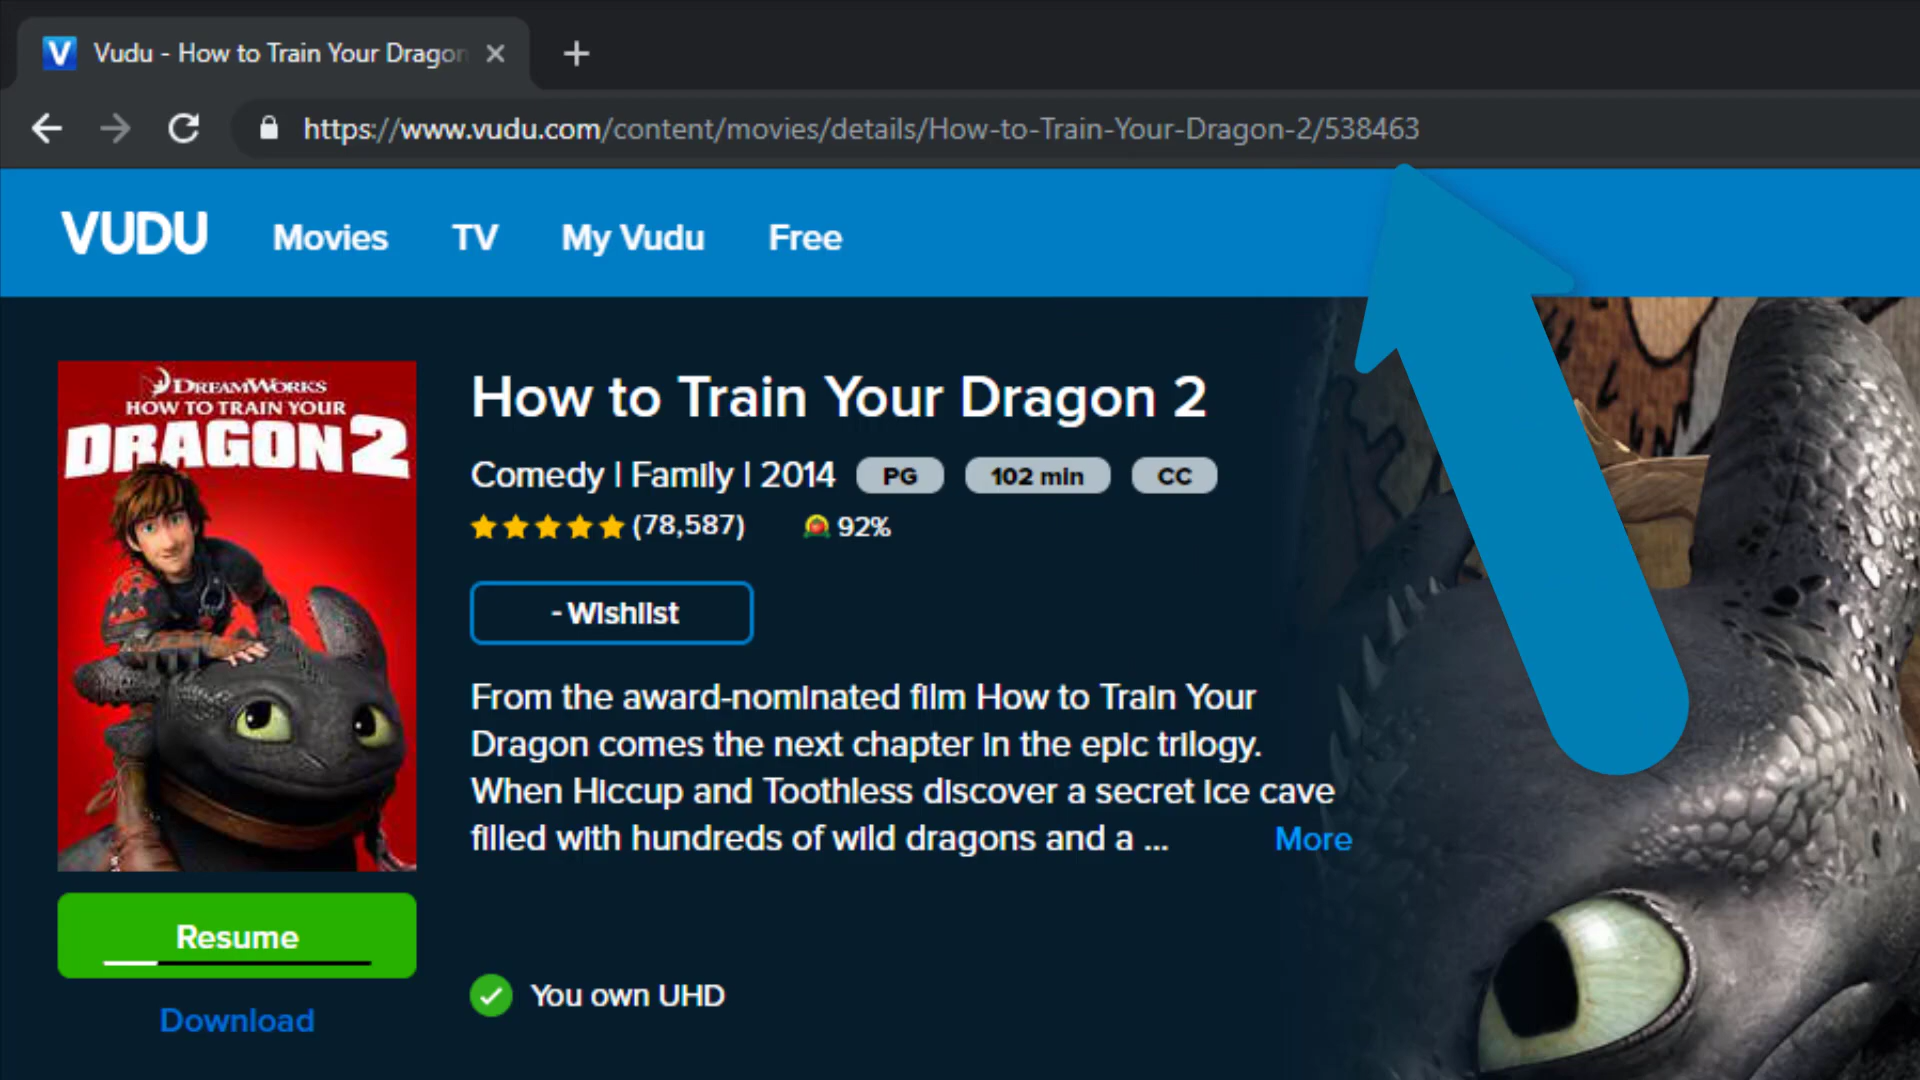 V Vudu - How to Train Your Dragon
https://www.vudu.com/content/movies/details/How-to-Train-Your-Dragon-2/538463
VUDU Movies TV My Vudu Free
DREAMWORKS
HOW TO TRAIN YOUR
DRAGON 2
How to Train Your Dragon 2
Comedy | Family | 2014 PG 102 min CC
(78,587) 92%
- Wishlist
From the award-nominated film How to Train Your
Dragon comes the next chapter in the epic trilogy.
When Hiccup and Toothless discover a secret ice cave
filled with hundreds of wild dragons and a ... More
Resume
You own UHD
Download